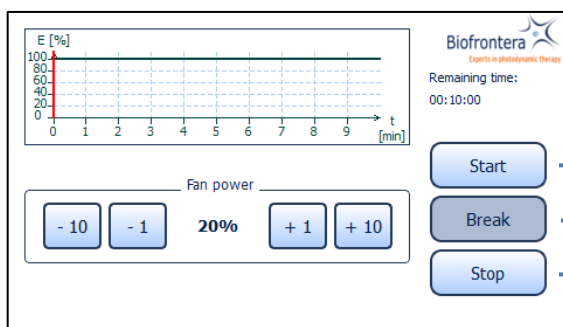 E [%]
100
80
60
40
20
0
0 1 2 3 4 5 6 7 8 9
t
[min]
Biofrontera
Experts in photodynamic therapy
Remaining time:
00:10:00
Fan power
- 10 - 1 20% + 1 + 10
Start
Break
Stop